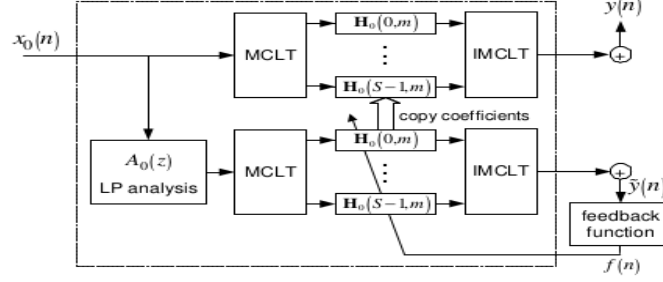 x₀(n)
y(n)
MCLT
H₀(0,m)
⋮
H₀(S−1,m)
IMCLT
+
copy coefficients
A₀(z)
LP analysis
MCLT
H₀(0,m)
⋮
H₀(S−1,m)
IMCLT
+
ỹ(n)
feedback
function
f(n)